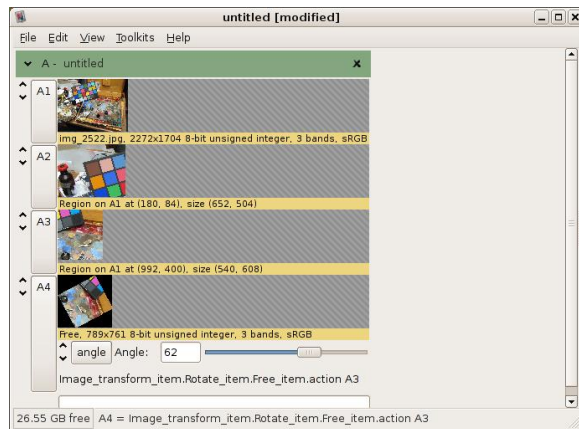 untitled [modified]
File Edit View Toolkits Help
A - untitled
A1
img_2522.jpg, 2272x1704 8-bit unsigned integer, 3 bands, sRGB
A2
Region on A1 at (180, 84), size (652, 504)
A3
Region on A1 at (992, 400), size (540, 608)
A4
Free, 789x761 8-bit unsigned integer, 3 bands, sRGB
angle Angle: 62
Image_transform_item.Rotate_item.Free_item.action A3
26.55 GB free A4 = Image_transform_item.Rotate_item.Free_item.action A3